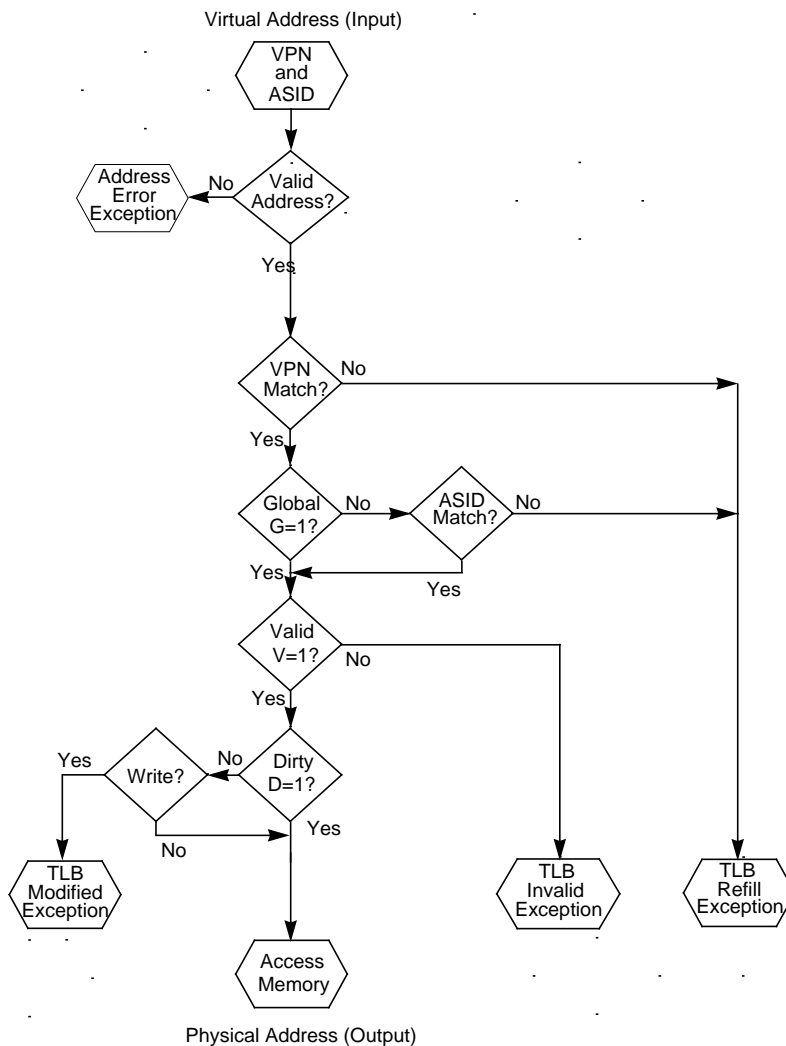 Virtual Address (Input)
VPN
and
ASID
Address
Error
Exception
No
Valid
Address?
Yes
VPN
Match?
No
Yes
Global
G=1?
No
ASID
Match?
No
Yes
Yes
Valid
V=1?
No
Yes
Yes
Write?
No
Dirty
D=1?
No
Yes
TLB
Modified
Exception
TLB
Invalid
Exception
TLB
Refill
Exception
Access
Memory
Physical Address (Output)